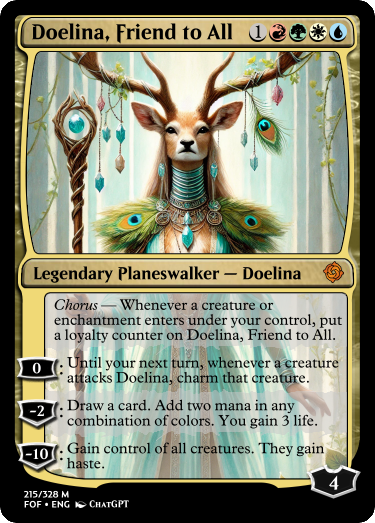 Doelina, Friend to All 1
Legendary Planeswalker — Doelina
Chorus — Whenever a creature or
enchantment enters under your control, put
a loyalty counter on Doelina, Friend to All.
0 : Until your next turn, whenever a creature
attacks Doelina, charm that creature.
-2 : Draw a card. Add two mana in any
combination of colors. You gain 3 life.
-10 : Gain control of all creatures. They gain
haste.
4
215/328 M
FOF • ENG ChatGPT